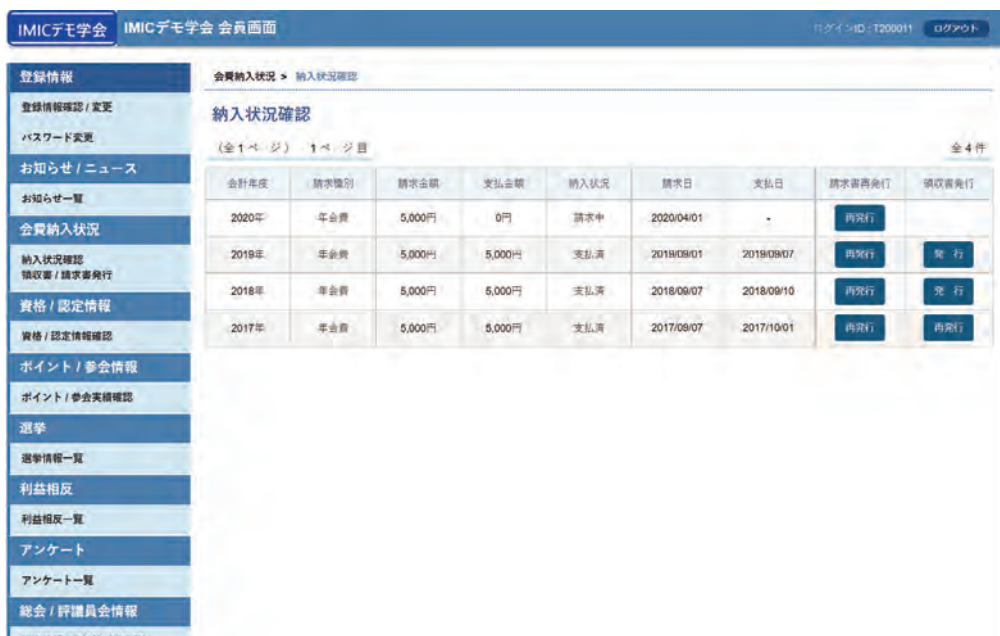 IMICデモ学会 IMICデモ学会 会員画面 ログインID : T200011 ログアウト
登録情報
登録情報確認 / 変更
パスワード変更
お知らせ / ニュース
お知らせ一覧
会費納入状況
納入状況確認
領収書 / 請求書発行
資格 / 認定情報
資格 / 認定情報確認
ポイント / 参会情報
ポイント / 参会実績確認
選挙
選挙情報一覧
利益相反
利益相反一覧
アンケート
アンケート一覧
総会 / 評議員会情報
会費納入状況 > 納入状況確認
納入状況確認
(全1ページ) 1ページ目 全4件
会計年度 請求種別 請求金額 支払金額 納入状況 請求日 支払日 請求書再発行 領収書発行
2020年 年会費 5,000円 0円 請求中 2020/04/01 - 再発行
2019年 年会費 5,000円 5,000円 支払済 2019/09/01 2019/09/07 再発行 発 行
2018年 年会費 5,000円 5,000円 支払済 2018/09/07 2018/09/10 再発行 発 行
2017年 年会費 5,000円 5,000円 支払済 2017/09/07 2017/10/01 再発行 再発行